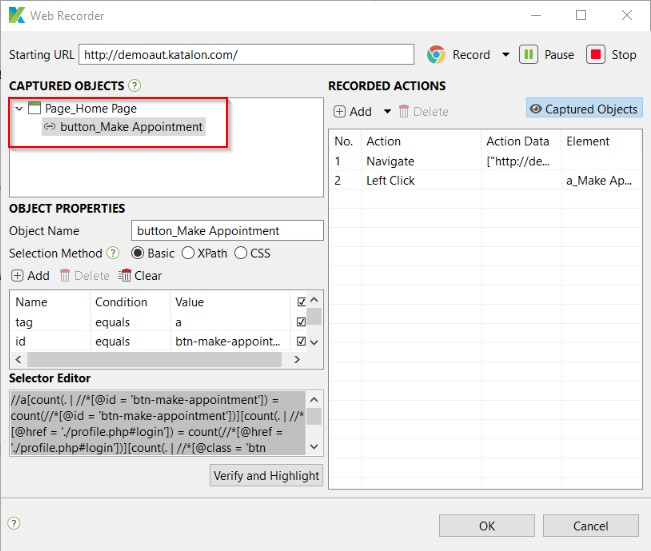 Web Recorder
Starting URL http://demoaut.katalon.com/ Record Pause Stop
CAPTURED OBJECTS ?
Page_Home Page
button_Make Appointment
OBJECT PROPERTIES
Object Name button_Make Appointment
Selection Method ? Basic XPath CSS
Add Delete Clear
Name Condition Value
tag equals a
id equals btn-make-appoint...
Selector Editor
//a[count(. | //*[@id = 'btn-make-appointment']) =
count(//*[@id = 'btn-make-appointment'])][count(. | //*
[@href = './profile.php#login']) = count(//*[@href =
'./profile.php#login'])][count(. | //*[@class = 'btn
Verify and Highlight
RECORDED ACTIONS
Add Delete Captured Objects
No. Action Action Data Element
1 Navigate ["http://de...
2 Left Click a_Make Ap...
? OK Cancel